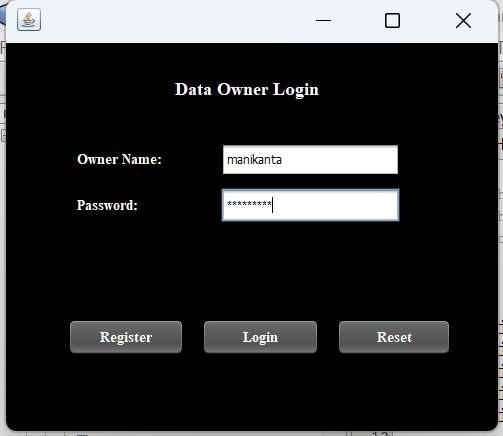 Data Owner Login
Owner Name: manikanta
Password: *********
Register Login Reset